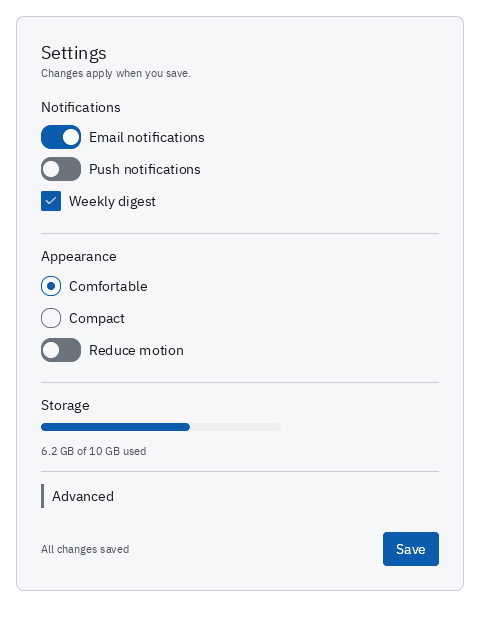 Settings
Changes apply when you save.
Notifications
Email notifications
Push notifications
Weekly digest
Appearance
Comfortable
Compact
Reduce motion
Storage
6.2 GB of 10 GB used
Advanced
All changes saved
Save